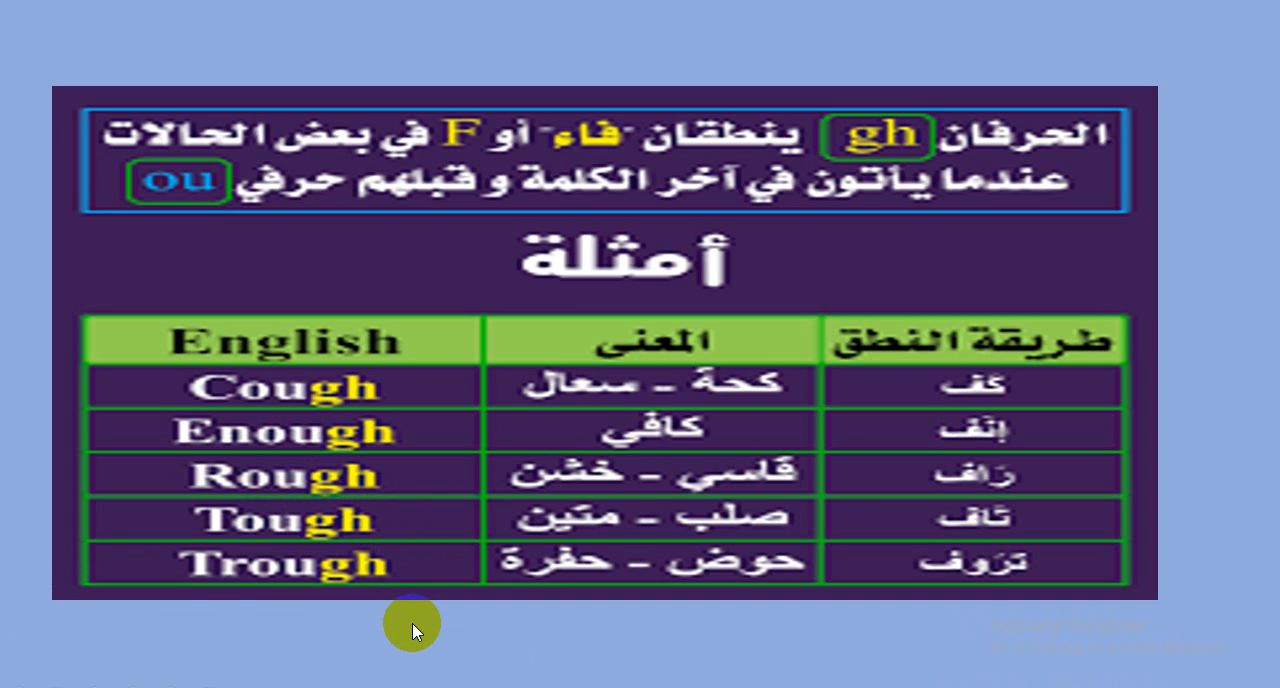 الحرفان gh ينطقان "فاء" أو F في بعض الحالات
عندما يأتون في آخر الكلمة و قبلهم حرفي ou
أمثلة
طريقة النطق المعنى English
كَف كحة - سعال Cough
إنَف كافي Enough
رَاف قاسي - خشن Rough
تَاف صلب - متين Tough
تروف حوض - حفرة Trough